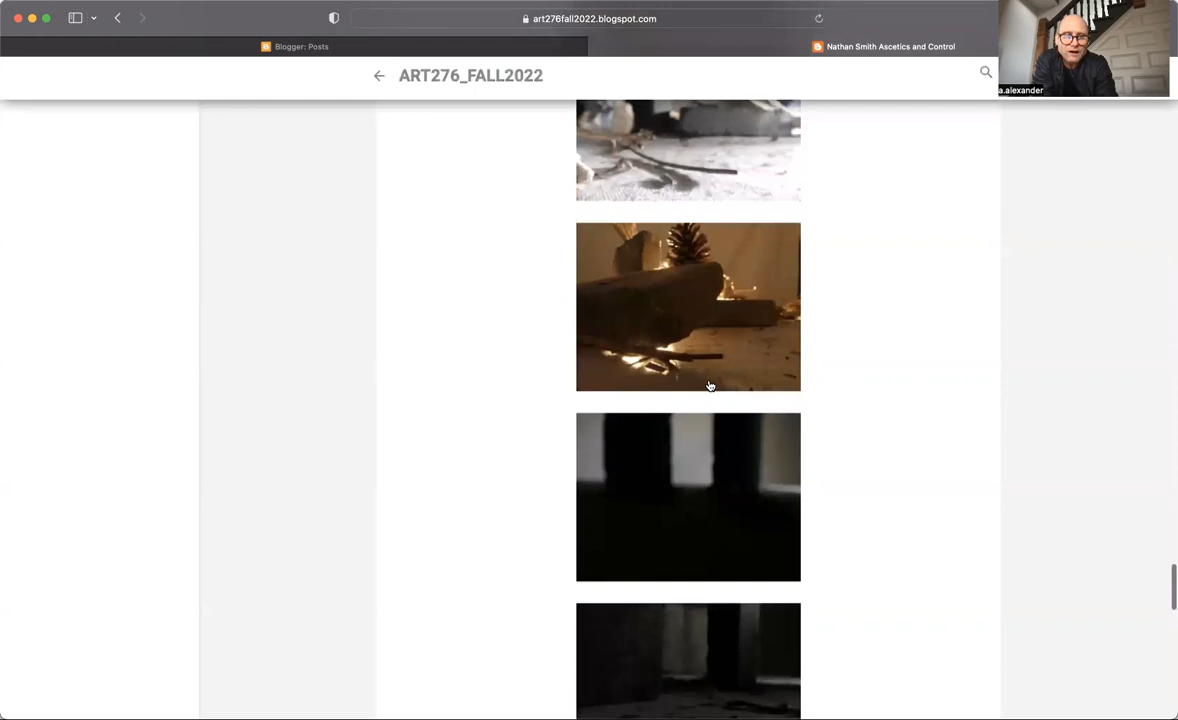 art276fall2022.blogspot.com
Blogger: Posts
Nathan Smith Ascetics and Control
ART276_FALL2022
a.alexander